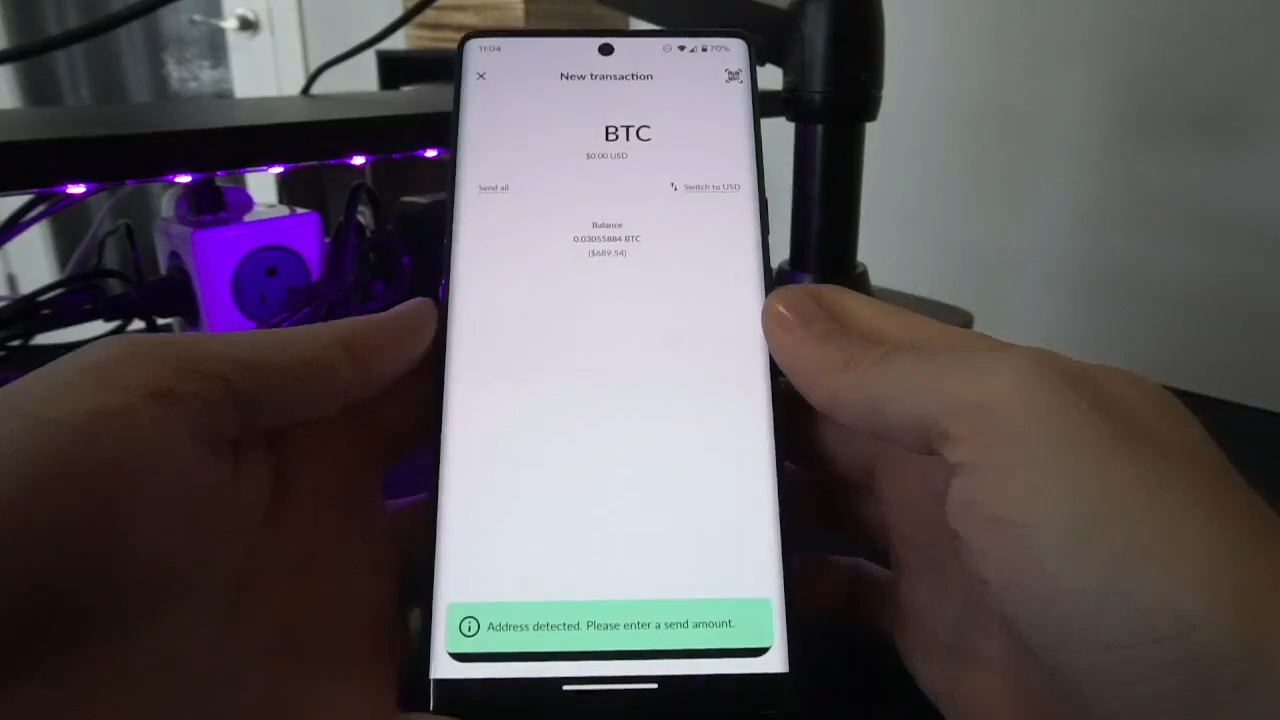 11:04
70%
New transaction
BTC
$0.00 USD
Send all
Switch to USD
Balance
0.03055884 BTC
($689.54)
Address detected. Please enter a send amount.